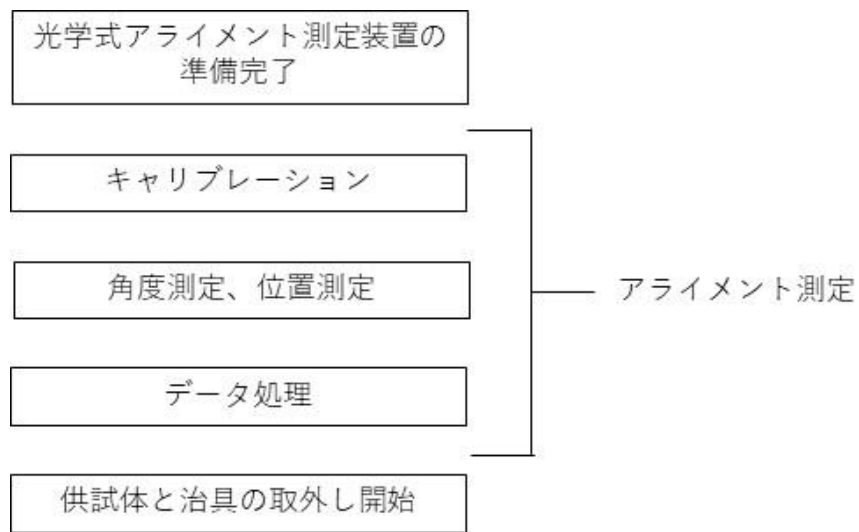 光学式アライメント測定装置の
準備完了
キャリブレーション
角度測定、位置測定
アライメント測定
データ処理
供試体と治具の取外し開始